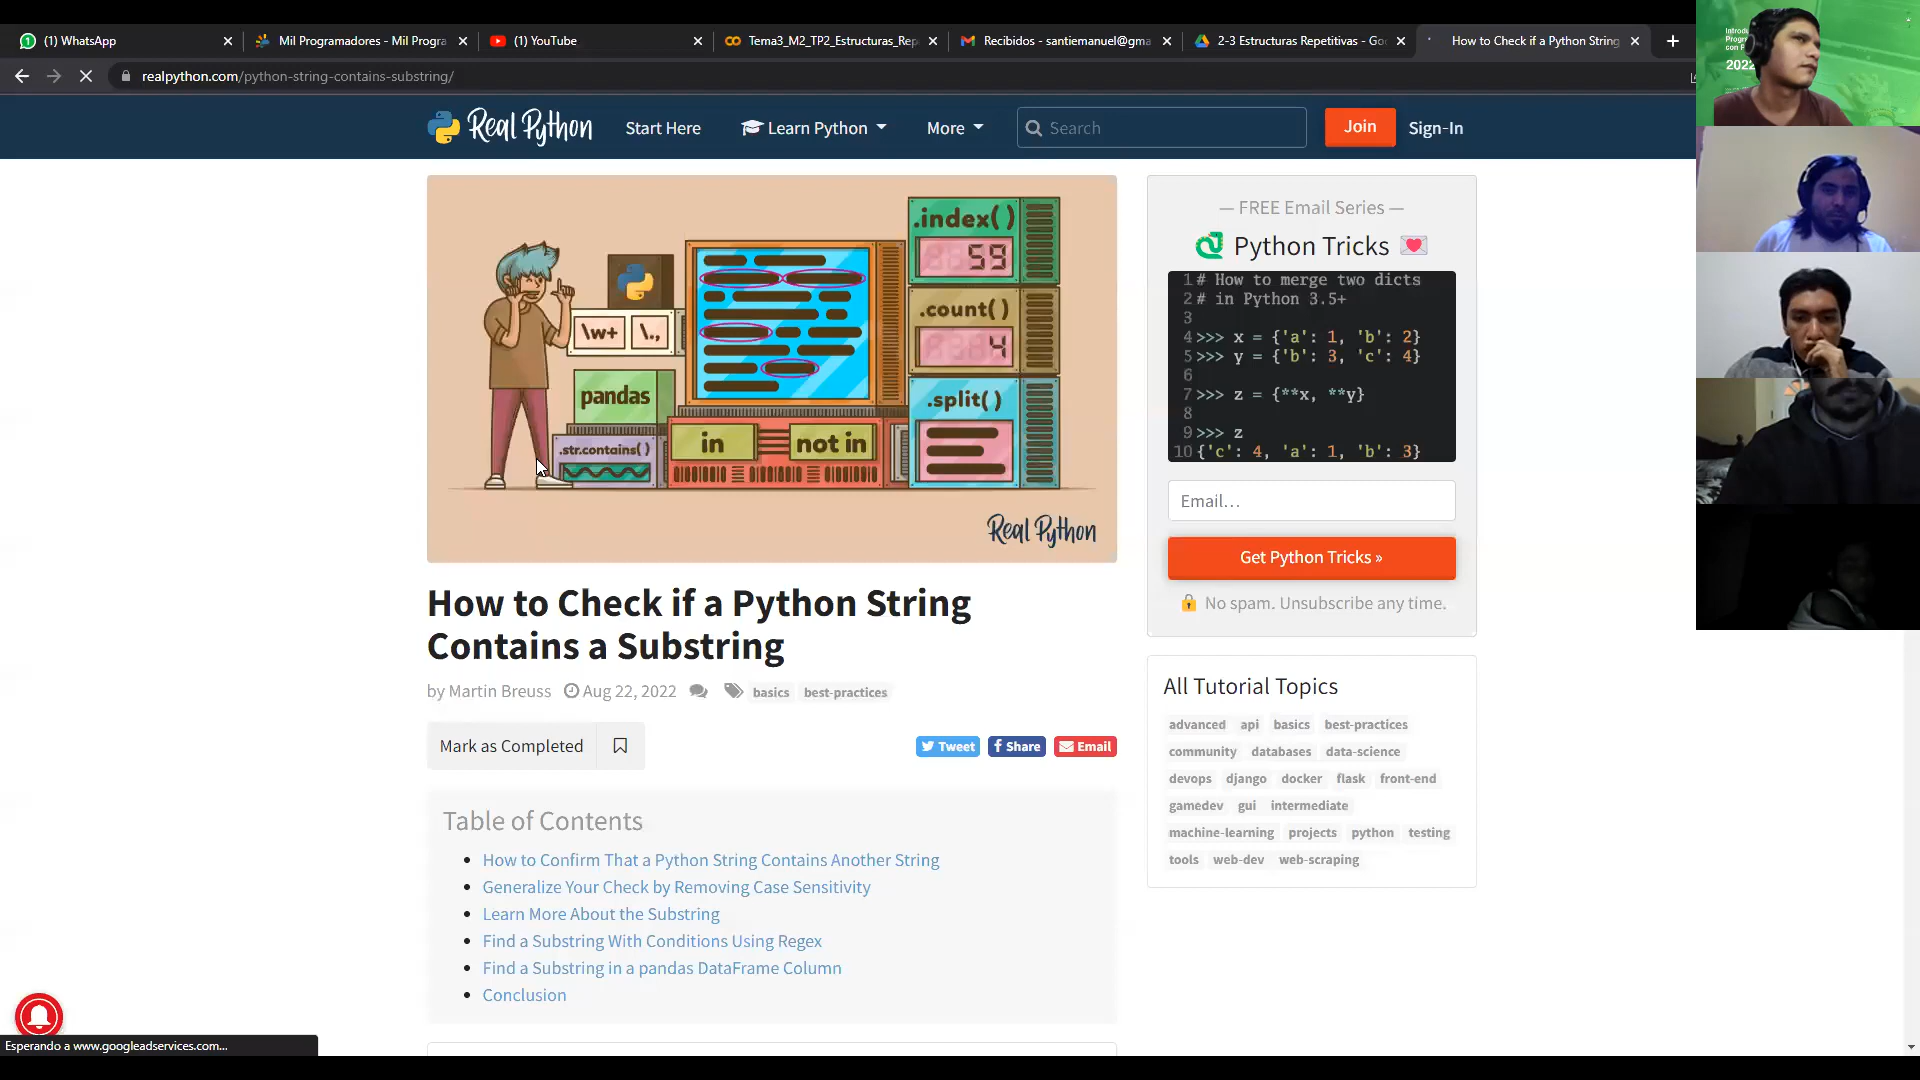 (1) WhatsApp
Mil Programadores - Mil Progra
(1) YouTube
Tema3_M2_TP2_Estructuras_Rep
Recibidos - santiemanuel@gma
2-3 Estructuras Repetitivas - Go
How to Check if a Python String
realpython.com/python-string-contains-substring/
Real Python
Start Here
Learn Python
More
Search
Join
Sign-In
2022
.index()
59
.count()
4
\w+
\.,
pandas
.split()
.str.contains()
in
not in
Real Python
— FREE Email Series —
Python Tricks
1 # How to merge two dicts
2 # in Python 3.5+
3
4 >>> x = {'a': 1, 'b': 2}
5 >>> y = {'b': 3, 'c': 4}
6
7 >>> z = {**x, **y}
8
9 >>> z
10 {'c': 4, 'a': 1, 'b': 3}
Email…
Get Python Tricks »
No spam. Unsubscribe any time.
How to Check if a Python String
Contains a Substring
by Martin Breuss Aug 22, 2022 basics best-practices
Mark as Completed
Tweet Share Email
All Tutorial Topics
advanced api basics best-practices
community databases data-science
devops django docker flask front-end
gamedev gui intermediate
machine-learning projects python testing
tools web-dev web-scraping
Table of Contents
How to Confirm That a Python String Contains Another String
Generalize Your Check by Removing Case Sensitivity
Learn More About the Substring
Find a Substring With Conditions Using Regex
Find a Substring in a pandas DataFrame Column
Conclusion
Esperando a www.googleadservices.com...